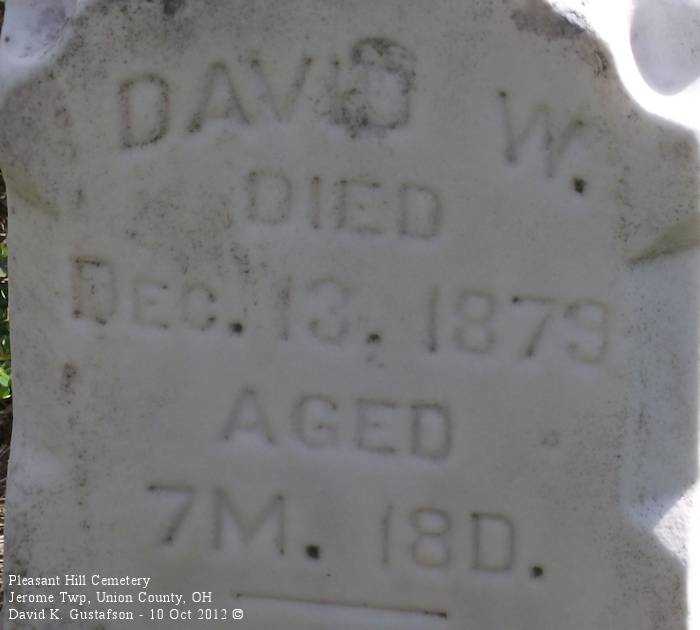 DAVID W.
DIED
DEC. 13. 1879
AGED
7M. 18D.
Pleasant Hill Cemetery
Jerome Twp, Union County, OH
David K. Gustafson - 10 Oct 2012 ©